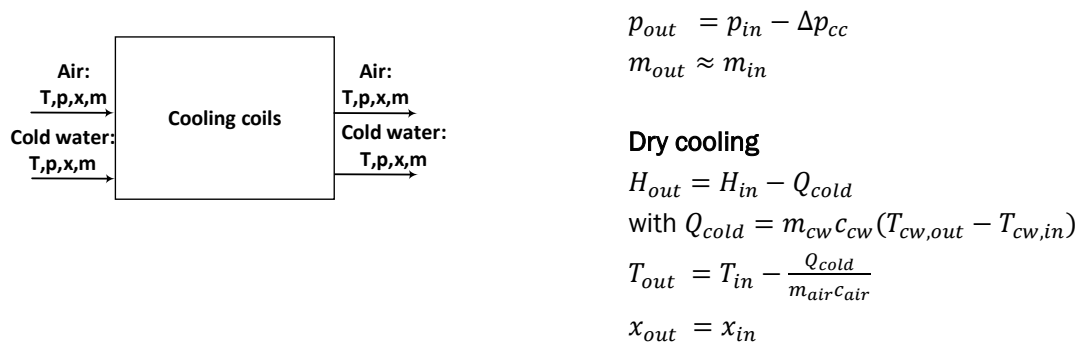 Air:
T,p,x,m
Cold water:
T,p,x,m
Cooling coils
Air:
T,p,x,m
Cold water:
T,p,x,m
p_out = p_in − Δp_cc
m_out ≈ m_in
Dry cooling
H_out = H_in − Q_cold
with Q_cold = m_cw c_cw (T_cw,out − T_cw,in)
T_out = T_in − Q_cold / m_air c_air
x_out = x_in